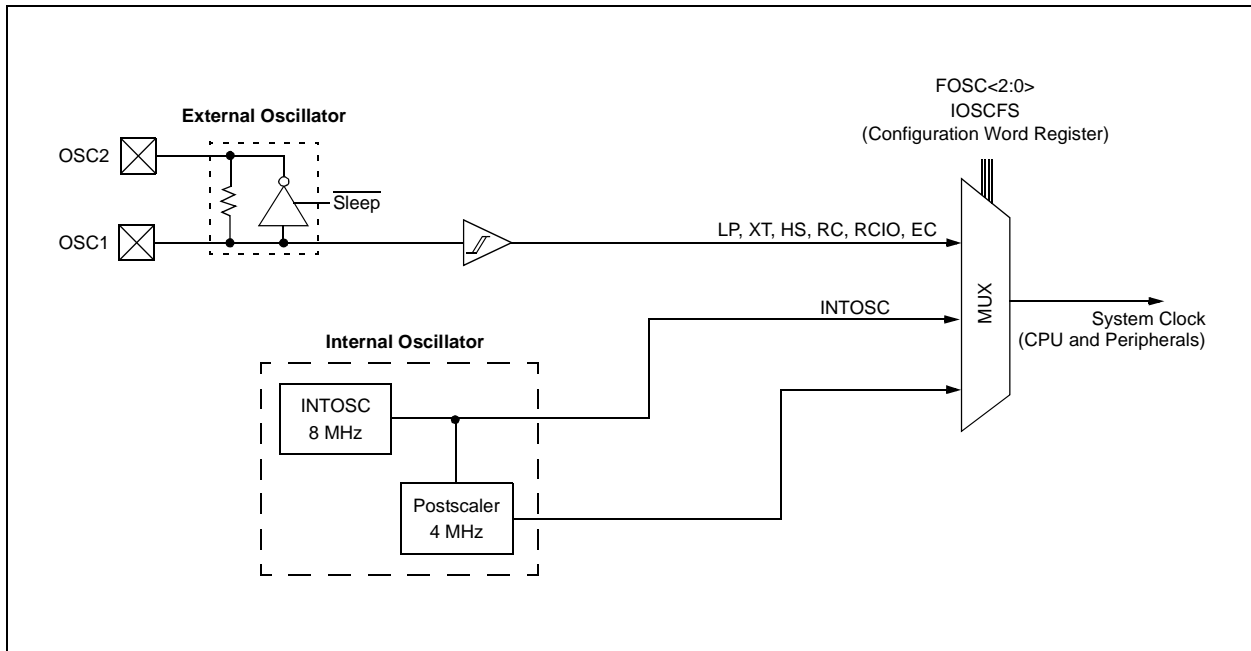 FOSC<2:0>
IOSCFS
(Configuration Word Register)
External Oscillator
OSC2
Sleep
OSC1
LP, XT, HS, RC, RCIO, EC
MUX
INTOSC
System Clock
(CPU and Peripherals)
Internal Oscillator
INTOSC
8 MHz
Postscaler
4 MHz